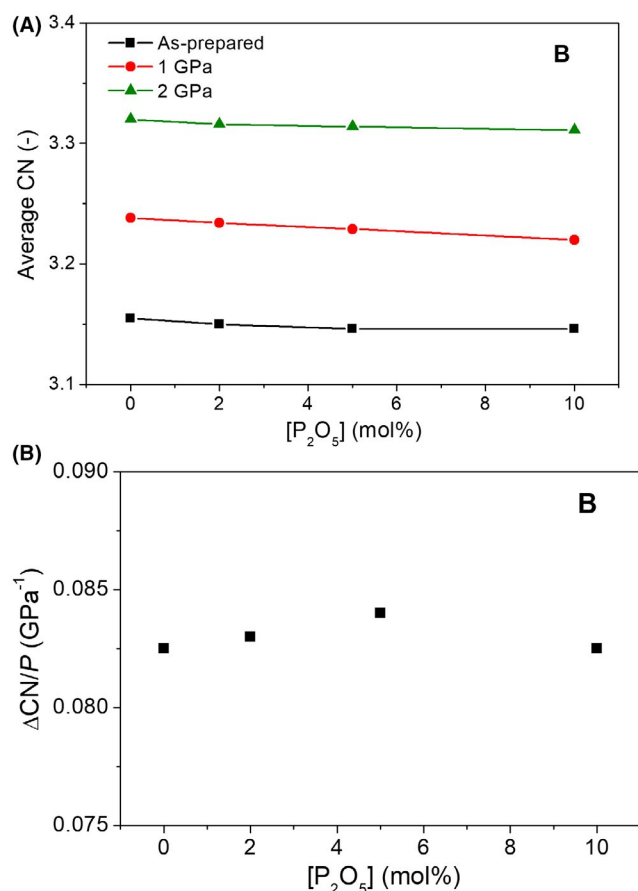 (A)
3.4
As-prepared
B
1 GPa
2 GPa
3.3
Average CN (-)
3.2
3.1
0 2 4 6 8 10
[P₂O₅] (mol%)
(B)
0.090
B
0.085
ΔCN/P (GPa⁻¹)
0.080
0.075
0 2 4 6 8 10
[P₂O₅] (mol%)